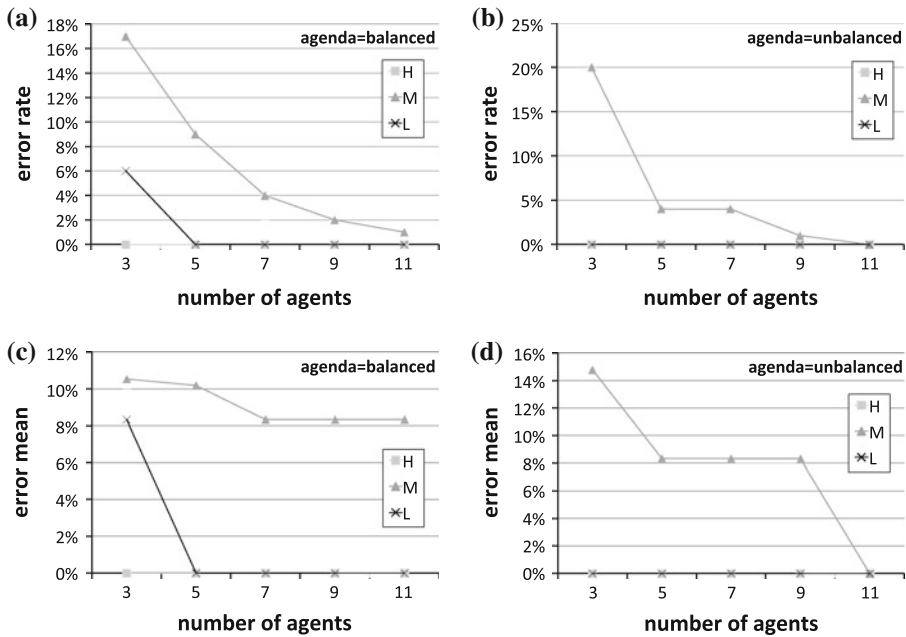 (a)
18%
16%
14%
12%
10%
8%
6%
4%
2%
0%
error rate
agenda=balanced
H
M
L
3 5 7 9 11
number of agents
(b)
25%
20%
15%
10%
5%
0%
error rate
agenda=unbalanced
H
M
L
3 5 7 9 11
number of agents
(c)
12%
10%
8%
6%
4%
2%
0%
error mean
agenda=balanced
H
M
L
3 5 7 9 11
number of agents
(d)
16%
14%
12%
10%
8%
6%
4%
2%
0%
error mean
agenda=unbalanced
H
M
L
3 5 7 9 11
number of agents